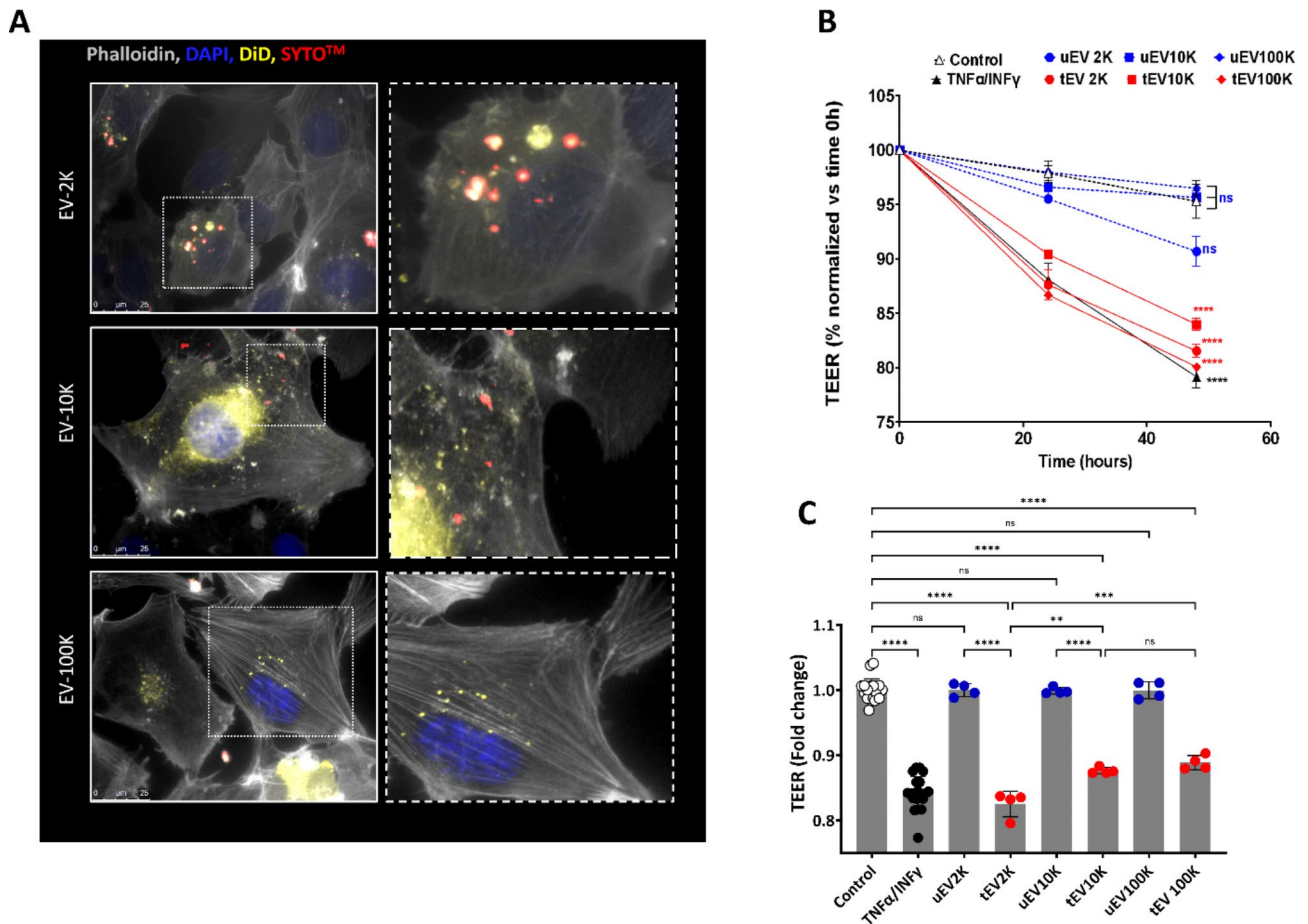 A
Phalloidin, DAPI, DiD, SYTO™
EV-2K
0 µm 25
EV-10K
0 µm 25
EV-100K
0 µm 25
B
Control
TNFα/INFγ
uEV 2K
tEV 2K
uEV10K
tEV10K
uEV100K
tEV100K
TEER (% normalized vs time 0h)
105
100
95
90
85
80
75
ns
ns
****
****
****
****
0
20
40
60
Time (hours)
C
****
ns
****
ns
**** ***
ns **
**** **** **** ns
TEER (Fold change)
1.1
1.0
0.9
0.8
Control
TNFα/INFγ
uEV2K
tEV2K
uEV10K
tEV10K
uEV100K
tEV 100K